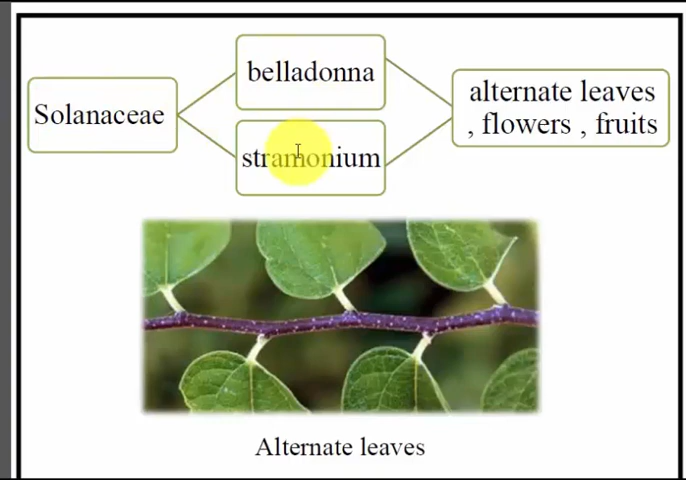 Solanaceae
belladonna
stramonium
alternate leaves
, flowers , fruits
Alternate leaves